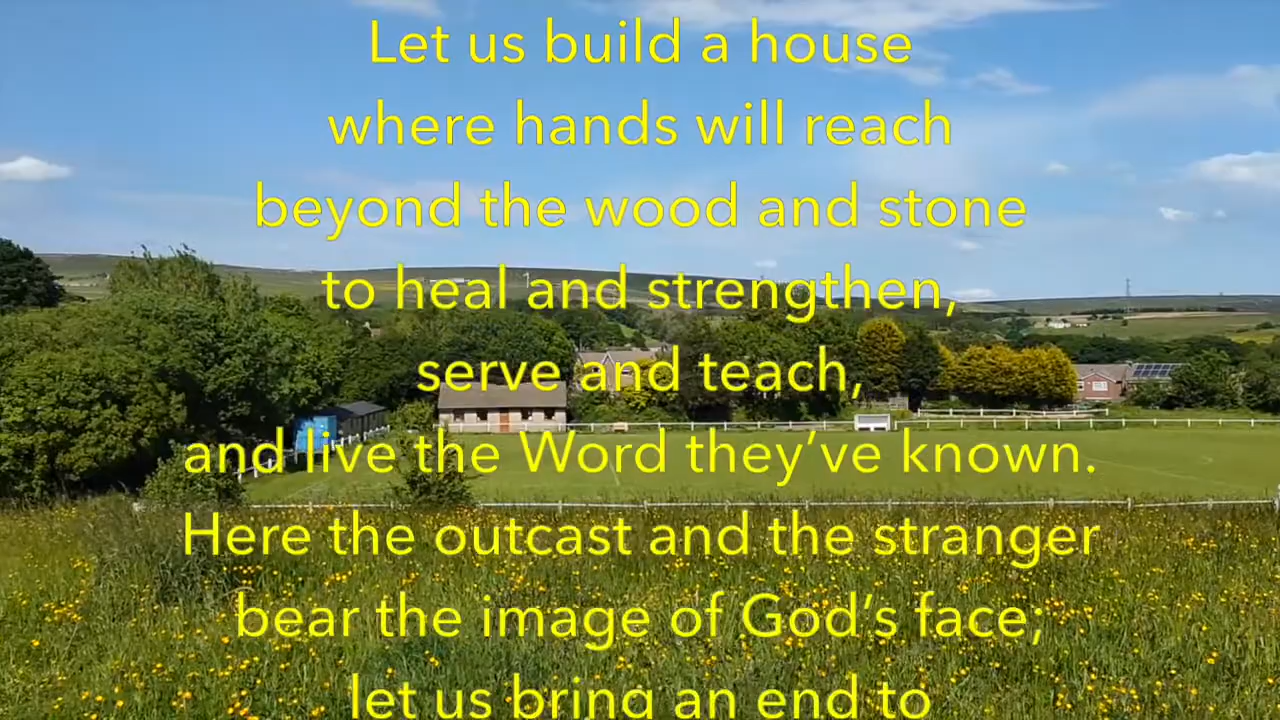 Let us build a house
where hands will reach
beyond the wood and stone
to heal and strengthen,
serve and teach,
and live the Word they’ve known.
Here the outcast and the stranger
bear the image of God’s face;
let us bring an end to